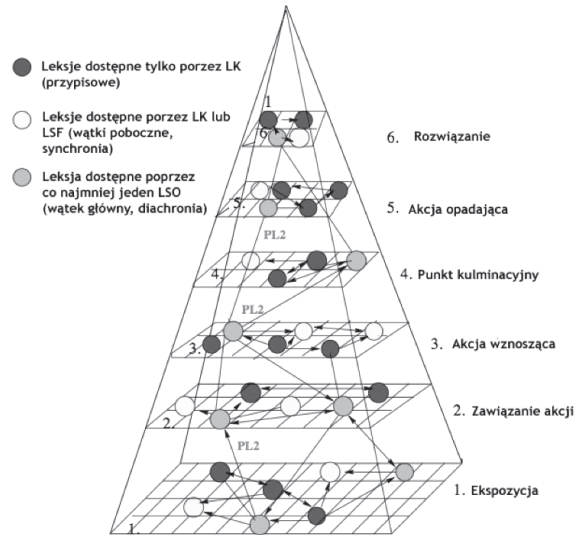 Leksje dostępne tylko porzez LK
(przypisowe)
Leksje dostępne porzez LK lub
LSF (wątki poboczne,
synchronia)
Leksja dostępne poprzez
co najmniej jeden LSO
(wątek główny, diachronia)
1
6
6. Rozwiązanie
5.
5. Akcja opadająca
PL2
4.
4. Punkt kulminacyjny
PL2
3.
3. Akcja wznosząca
2.
2. Zawiązanie akcji
PL2
1.
1. Ekspozycja